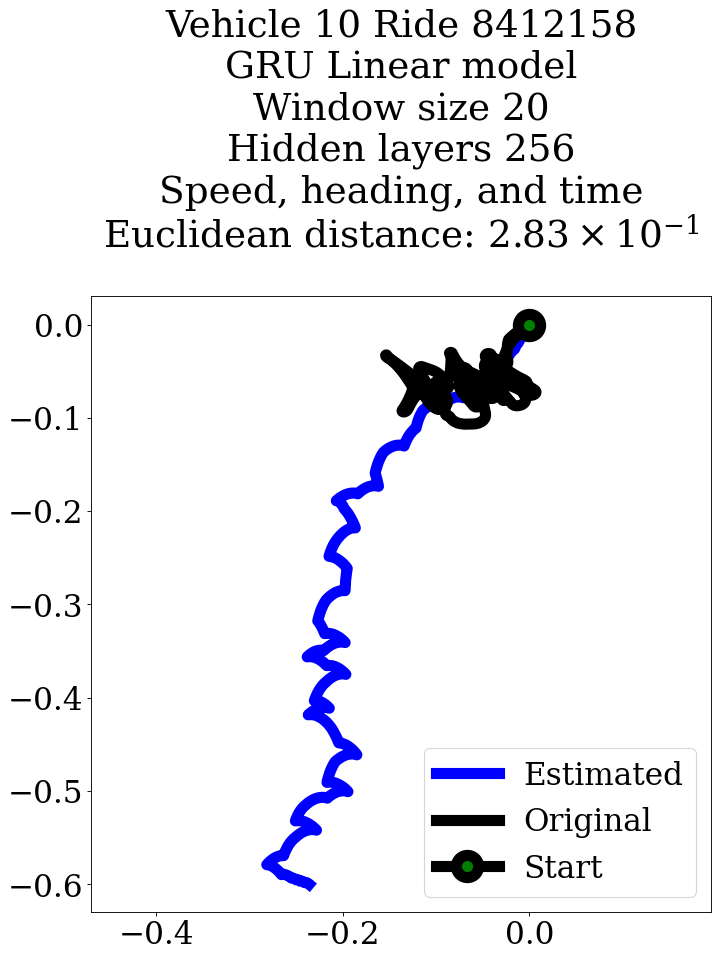 Vehicle 10 Ride 8412158
GRU Linear model
Window size 20
Hidden layers 256
Speed, heading, and time
Euclidean distance: 2.83 × 10⁻¹
0.0
−0.1
−0.2
−0.3
−0.4
−0.5
−0.6
Estimated
Original
Start
−0.4 −0.2 0.0